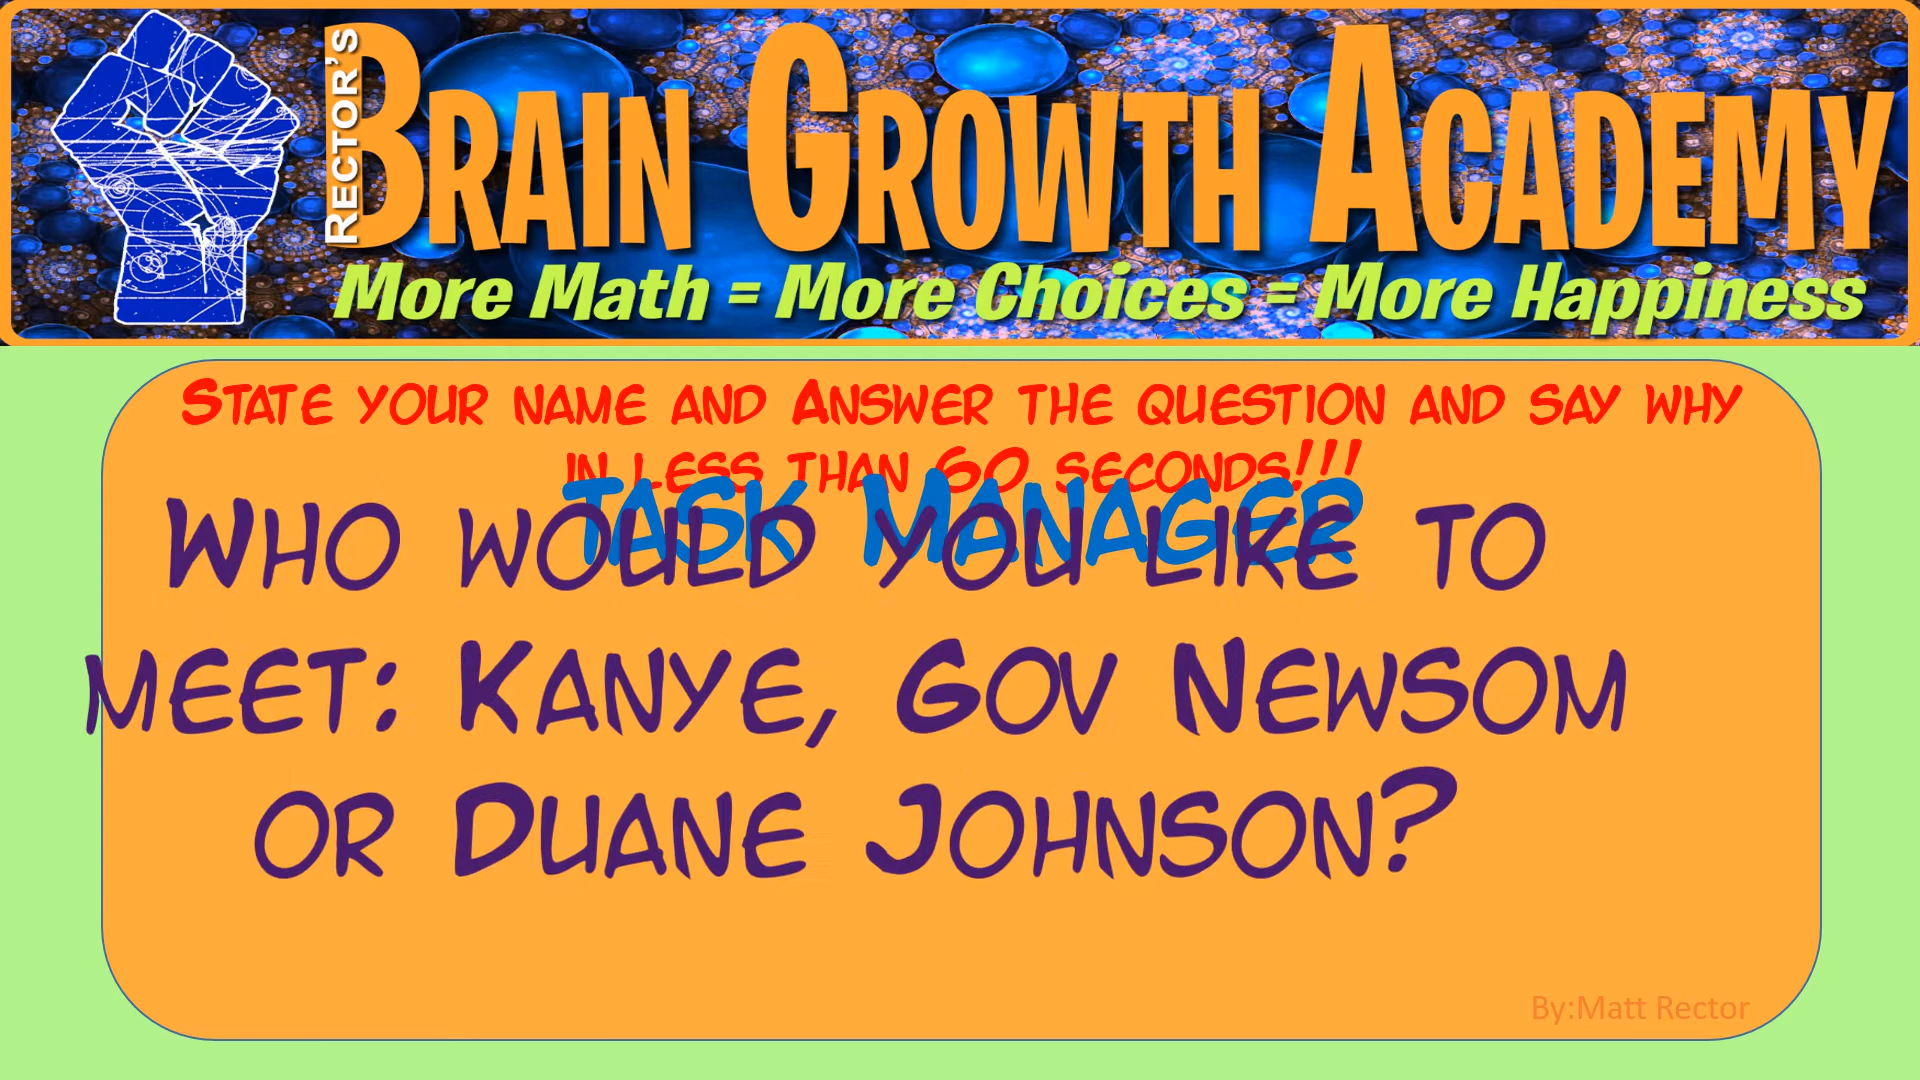 RECTOR'S
BRAIN GROWTH ACADEMY
More Math = More Choices = More Happiness
State your name and Answer the question and say why
in less than 60 seconds!!!
Task Manager
Who would you like to
meet: Kanye, Gov Newsom
or Duane Johnson?
By:Matt Rector